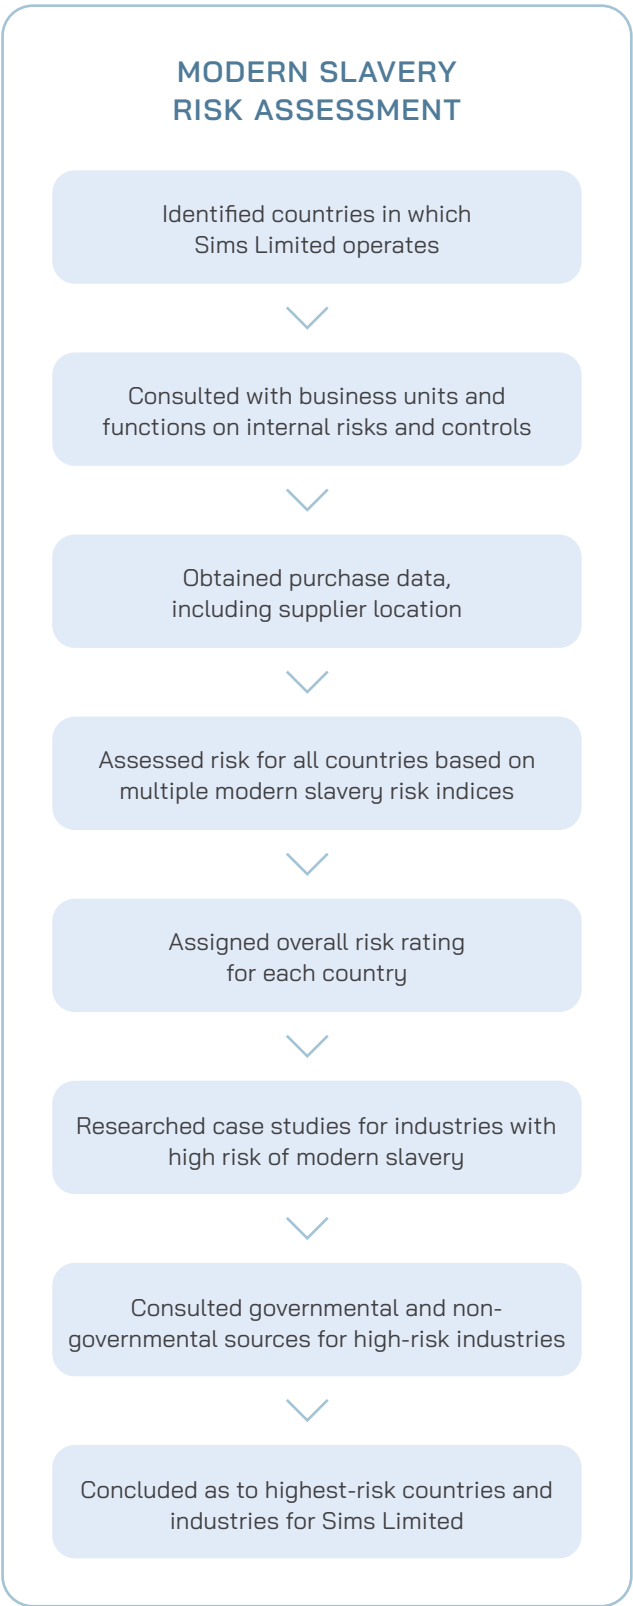 MODERN SLAVERY
RISK ASSESSMENT
Identified countries in which
Sims Limited operates
Consulted with business units and
functions on internal risks and controls
Obtained purchase data,
including supplier location
Assessed risk for all countries based on
multiple modern slavery risk indices
Assigned overall risk rating
for each country
Researched case studies for industries with
high risk of modern slavery
Consulted governmental and non-
governmental sources for high-risk industries
Concluded as to highest-risk countries and
industries for Sims Limited